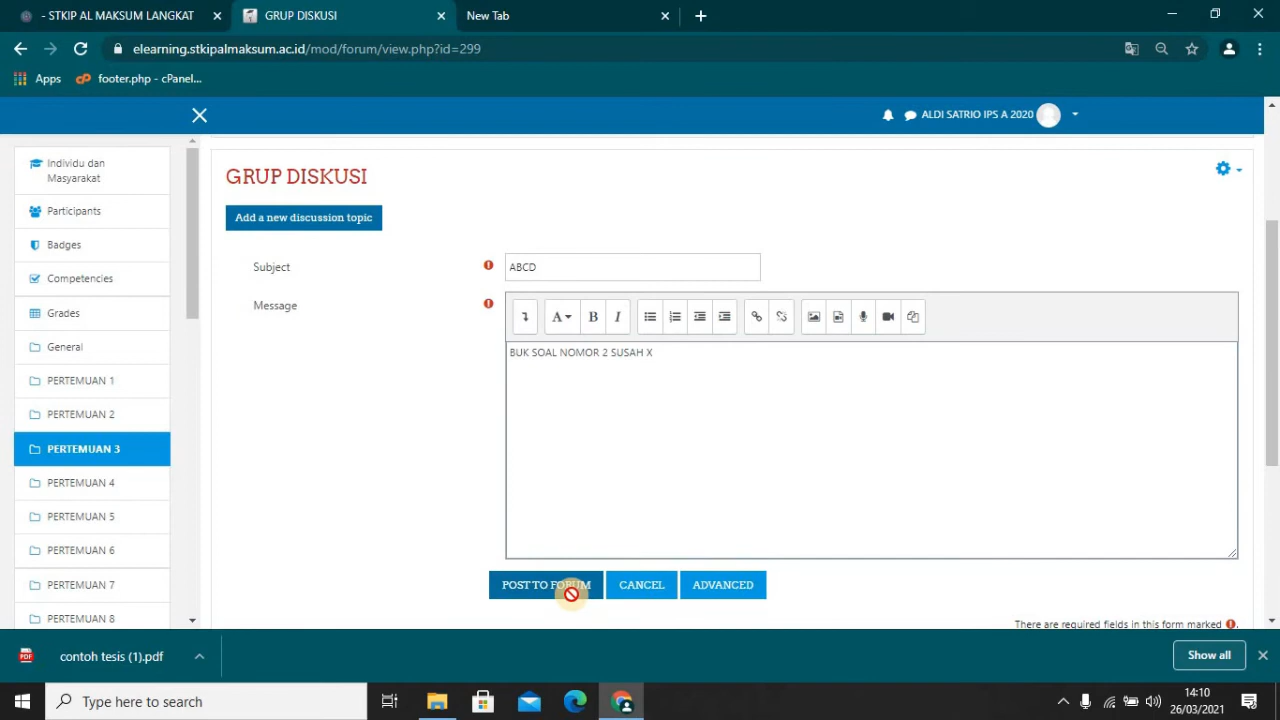 - STKIP AL MAKSUM LANGKAT
GRUP DISKUSI
New Tab
elearning.stkipalmaksum.ac.id/mod/forum/view.php?id=299
Apps
footer.php - cPanel...
ALDI SATRIO IPS A 2020
Individu dan
Masyarakat
Participants
Badges
Competencies
Grades
General
PERTEMUAN 1
PERTEMUAN 2
PERTEMUAN 3
PERTEMUAN 4
PERTEMUAN 5
PERTEMUAN 6
PERTEMUAN 7
PERTEMUAN 8
GRUP DISKUSI
Add a new discussion topic
Subject
ABCD
Message
A B I
BUK SOAL NOMOR 2 SUSAH X
POST TO FORUM CANCEL ADVANCED
There are required fields in this form marked
contoh tesis (1).pdf
Show all
Type here to search
14:10
26/03/2021